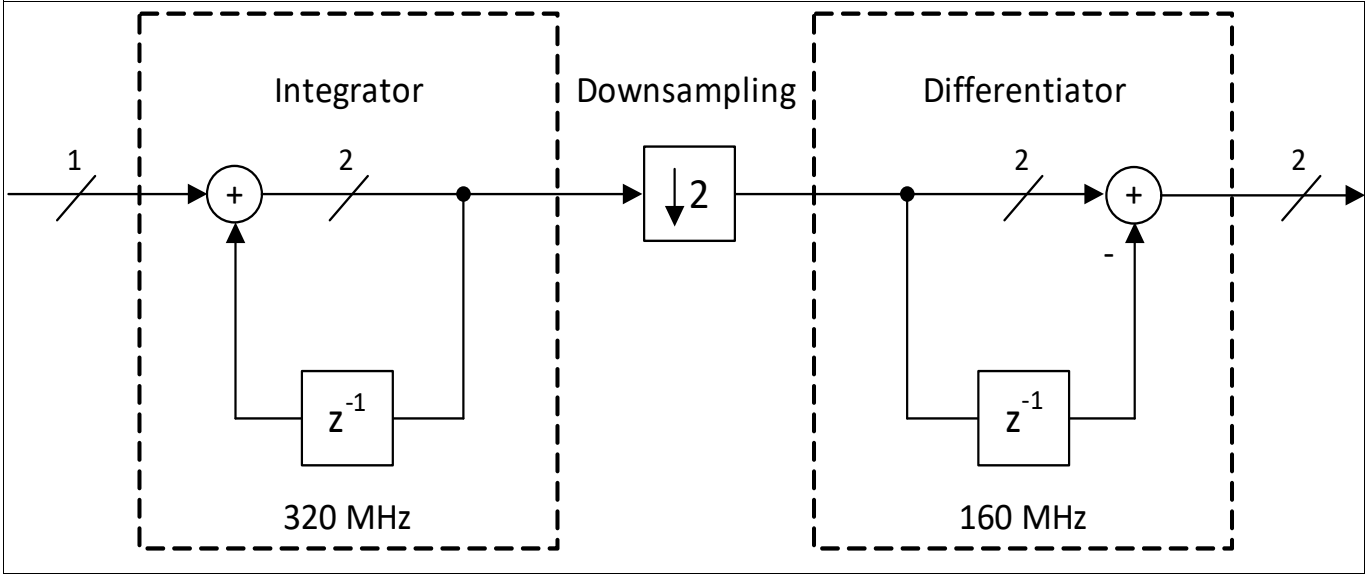 Integrator
Downsampling
Differentiator
1
+
2
↓2
2
+
2
-
z⁻¹
z⁻¹
320 MHz
160 MHz